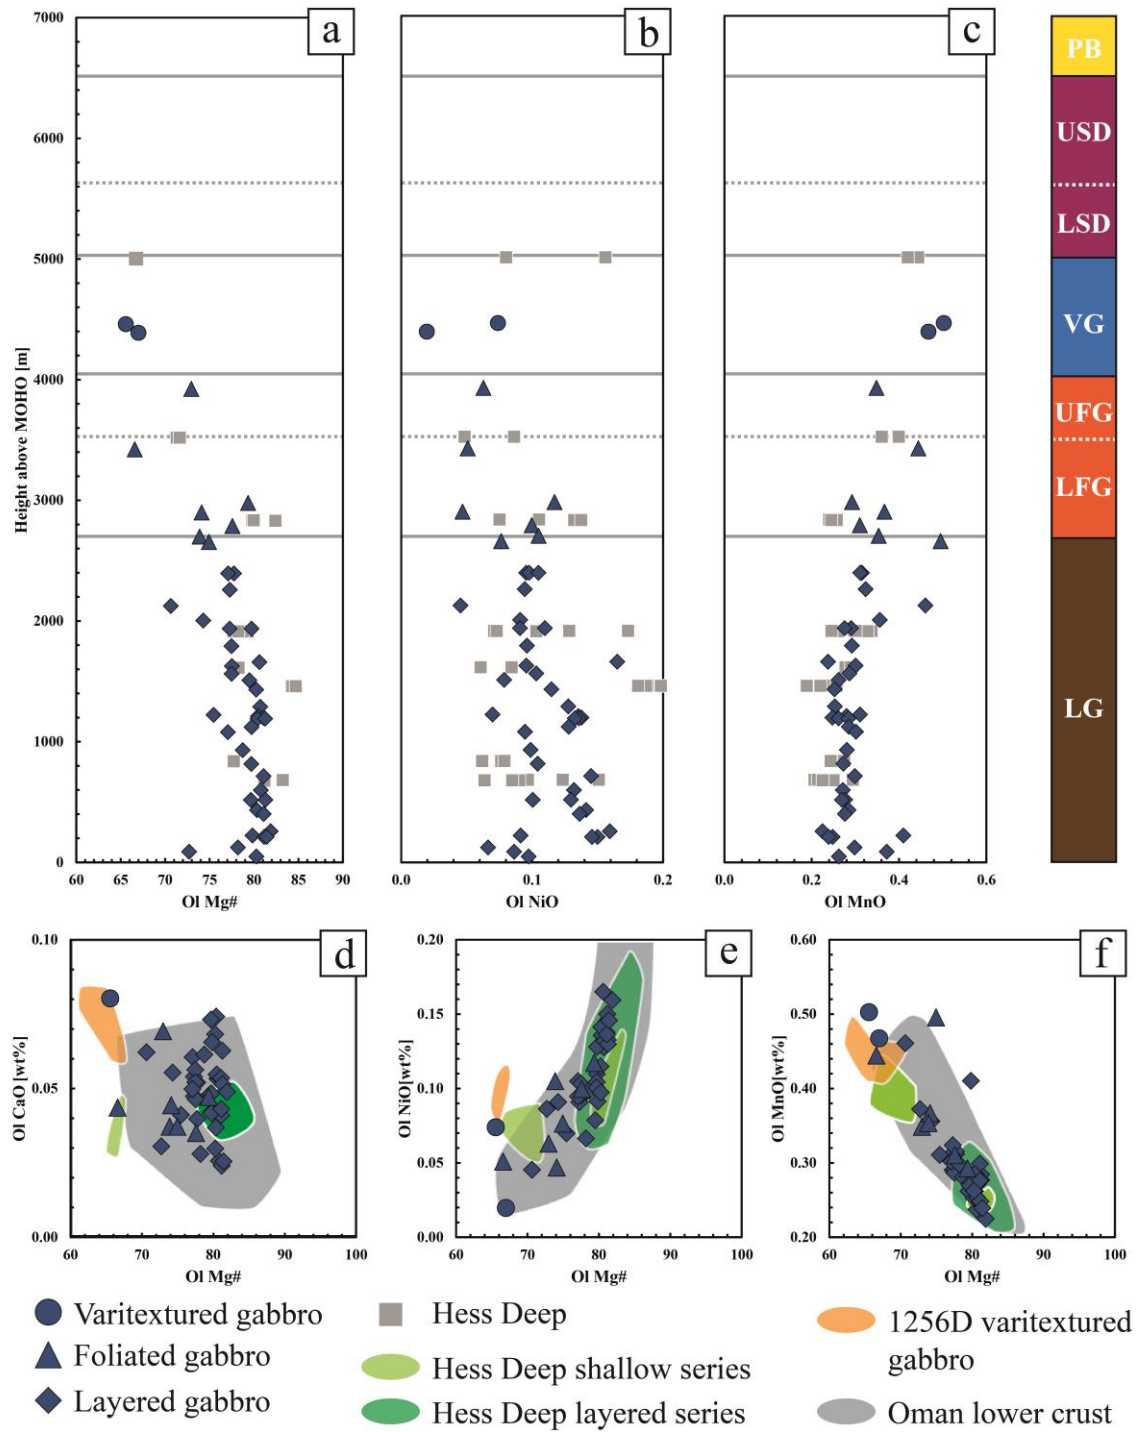 a
b
c
7000
6000
5000
4000
3000
2000
1000
0
Height above MOHO [m]
60 65 70 75 80 85 90
0.0 0.1 0.2
0.0 0.2 0.4 0.6
Ol Mg#
Ol NiO
Ol MnO
PB
USD
LSD
VG
UFG
LFG
LG
d
e
f
0.10
0.05
0.00
Ol CaO [wt%]
60 70 80 90 100
Ol Mg#
0.20
0.15
0.10
0.05
0.00
Ol NiO[wt%]
60 70 80 90 100
Ol Mg#
0.60
0.50
0.40
0.30
0.20
Ol MnO[wt%]
60 70 80 90 100
Ol Mg#
Varitextured gabbro
Foliated gabbro
Layered gabbro
Hess Deep
Hess Deep shallow series
Hess Deep layered series
1256D varitextured
gabbro
Oman lower crust